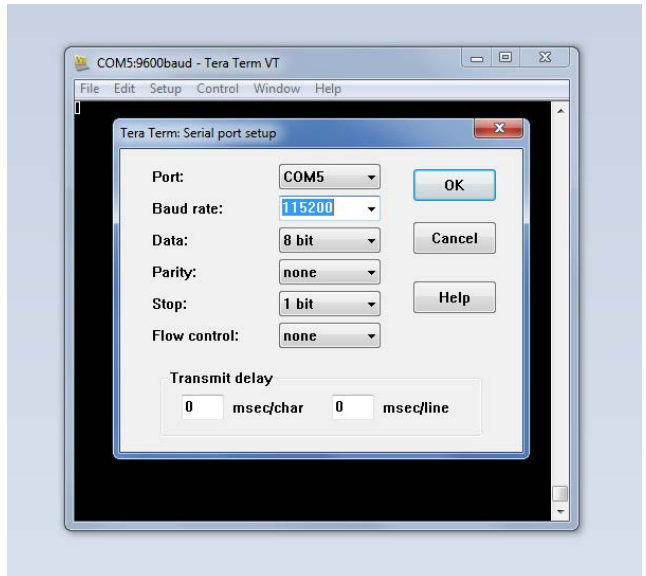 COM5:9600baud - Tera Term VT
File Edit Setup Control Window Help
Tera Term: Serial port setup
Port: COM5 OK
Baud rate: 115200
Data: 8 bit Cancel
Parity: none
Stop: 1 bit Help
Flow control: none
Transmit delay
0 msec/char 0 msec/line